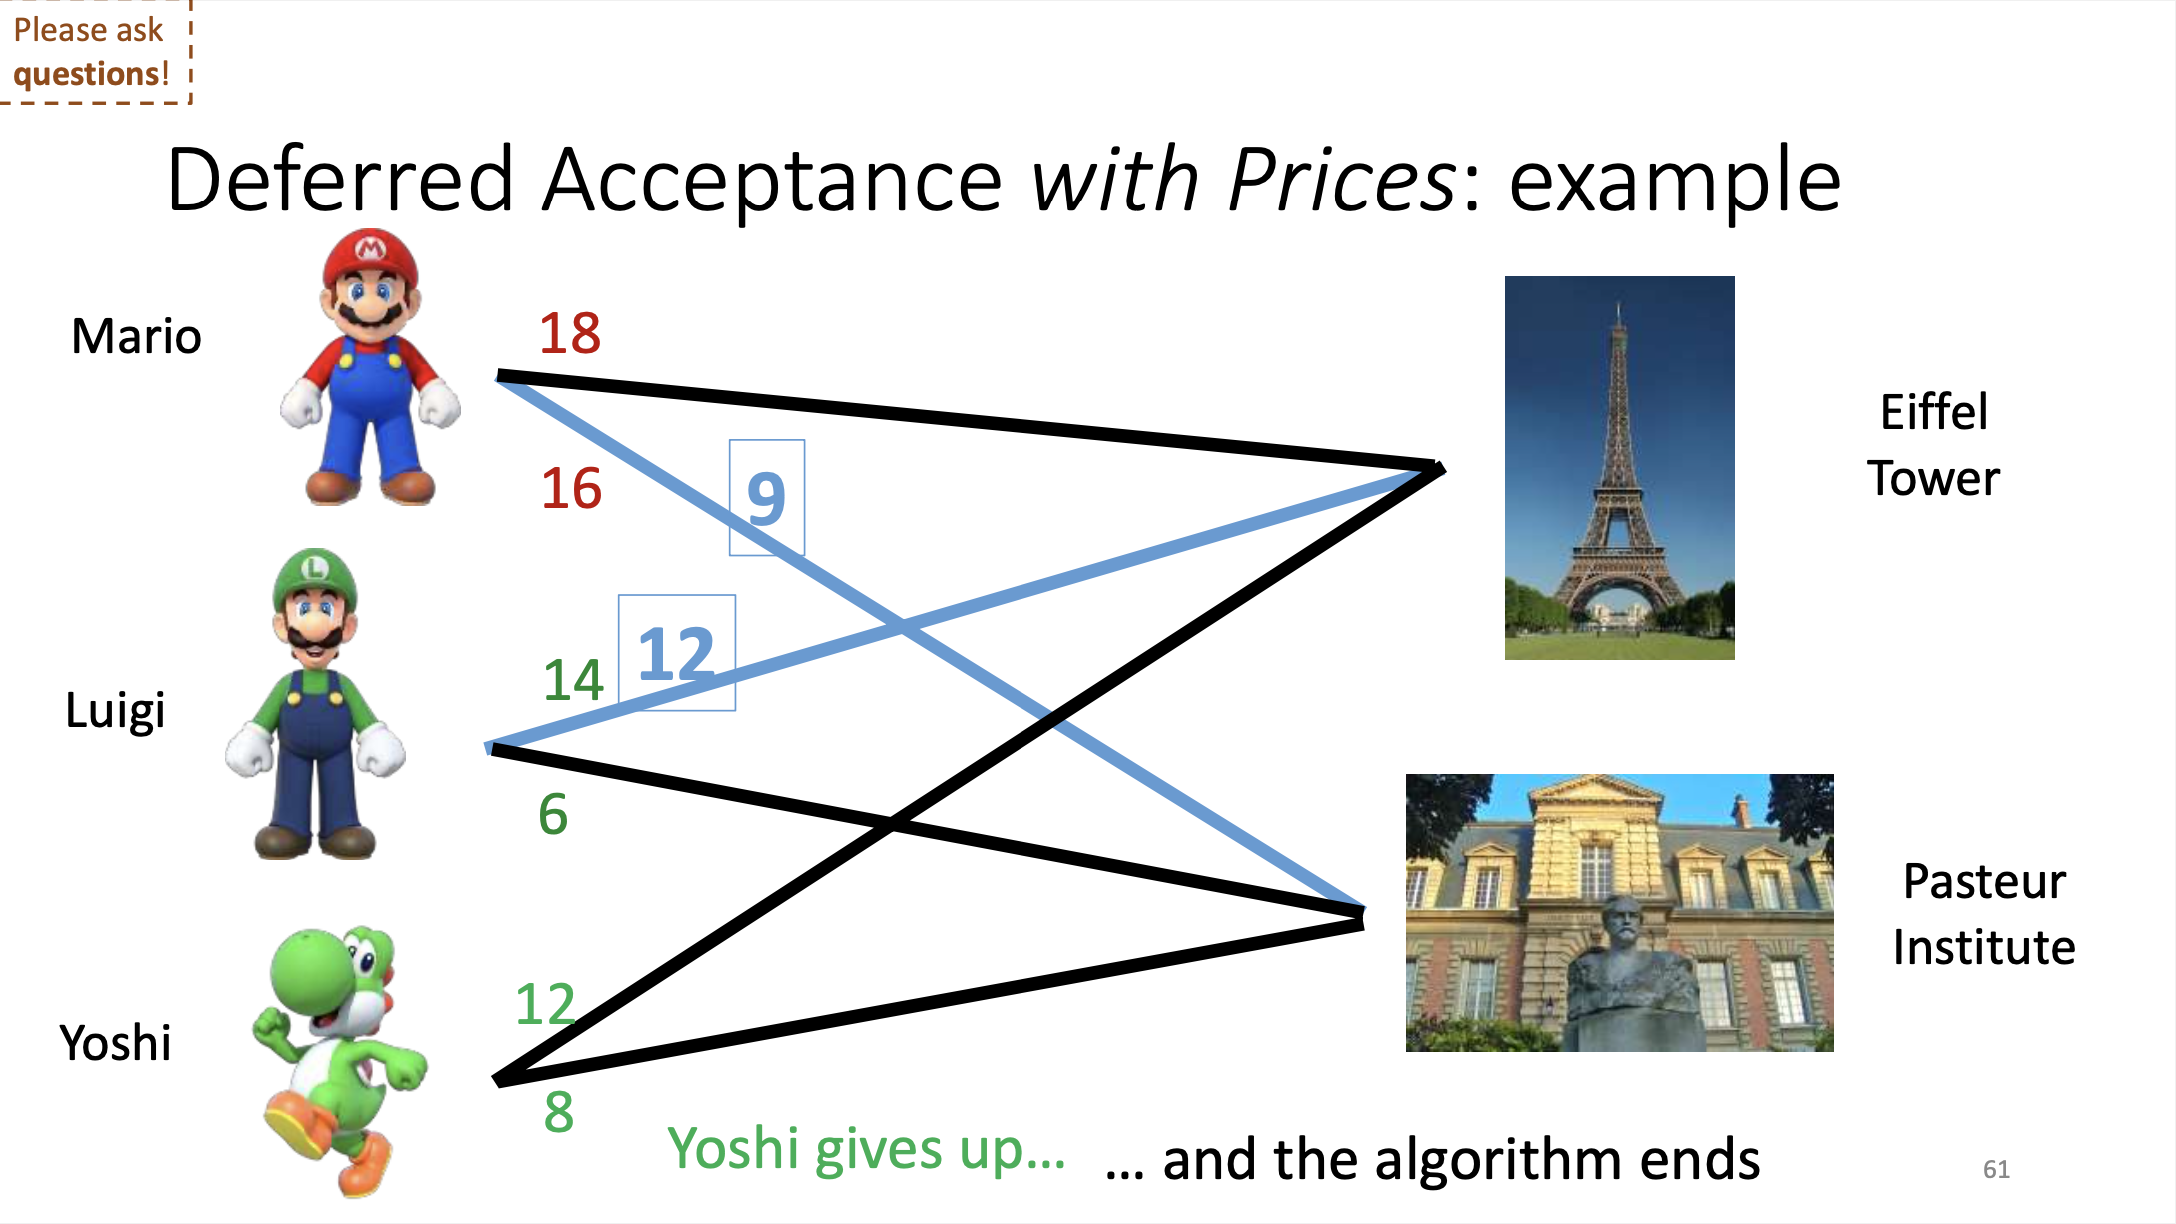 Please ask
questions!
Deferred Acceptance with Prices: example
Mario
18
16
9
Eiffel
Tower
Luigi
14
12
6
Pasteur
Institute
Yoshi
12
8
Yoshi gives up...
... and the algorithm ends
61
M
L